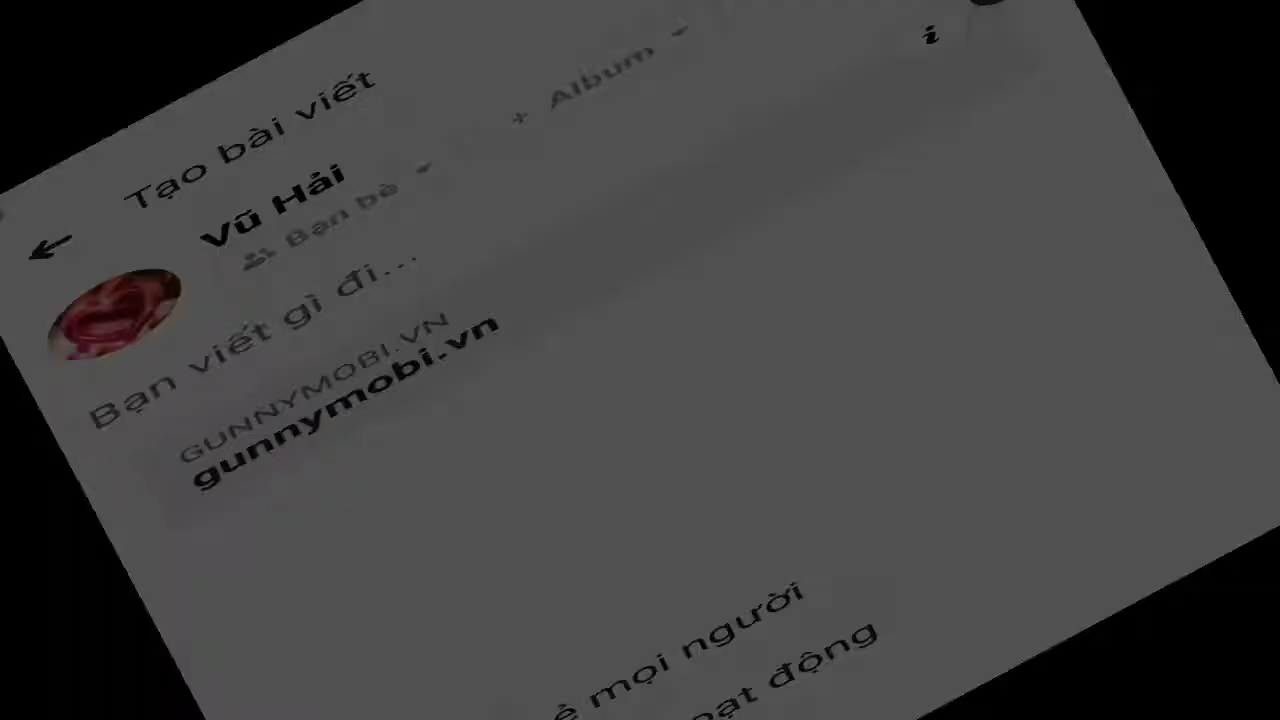 Tạo bài viết
Vũ Hải
Bạn bè
+ Album
Bạn viết gì đi...
GUNNYMOBI.VN
gunnymobi.vn
mọi người
động